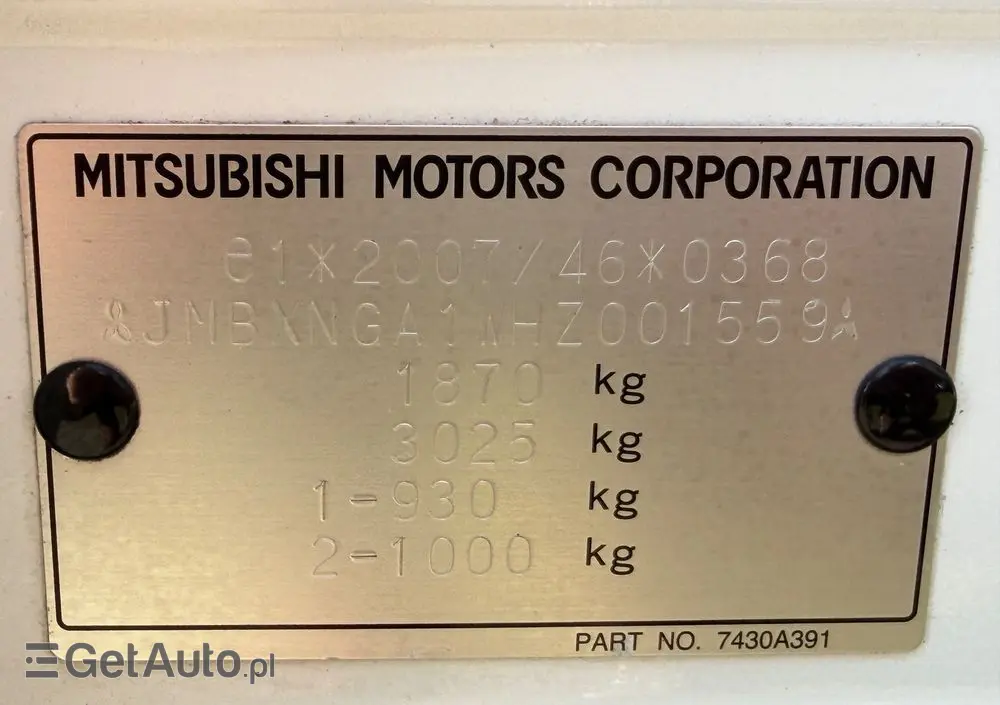 MITSUBISHI MOTORS CORPORATION
e1*2007/46*0368
JMBXNGA1WHZ001559
1870 kg
3025 kg
1-930 kg
2-1000 kg
PART NO. 7430A391
GetAuto.pl